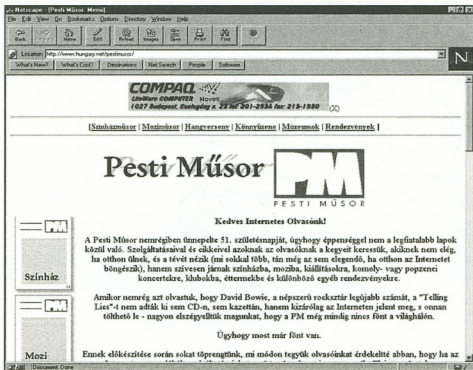 Netscape - [Pesti Műsor Menü]
File Edit View Go Bookmarks Options Directory Window Help
Back Home Edit Reload Images Open Print Find
Location: http://www.hungary.net/pestimusor/
What's New? What's Cool? Destinations Net Search People Software
N
COMPAQ
LiteWare COMPUTER Novell
1027 Budapest, Csalogány u. 23 tel 201-2954 fax: 213-1950 (X)
[Színházműsor | Moziműsor | Hangverseny | Könnyűzene | Múzeumok | Rendezvények ]
Pesti Műsor
PM
PESTI MŰSOR
Kedves Internetes Olvasónk!
A Pesti Műsor nemrégiben ünnepelte 51. születésnapját, úgyhogy éppenséggel nem a legfiatalabb lapok
közül való. Szolgáltatásaival és cikkeivel azoknak az olvasóknak a kegyeit keressük, akiknek nem elég,
ha otthon ülnek, és a tévét nézik (mi sokkal több, tán még az sem elegendő, ha otthon az Internetet
böngészik), hanem szívesen járnak színházba, moziba, kiállításokra, komoly- vagy popzenei
koncertekre, klubokba, éttermekbe és különböző egyéb rendezvényekre.
Amikor nemrég azt olvastuk, hogy David Bowie, a népszerű rocksztár legújabb számát, a "Telling
Lies"-t nem adták ki sem CD-n, sem kazettán, hanem kizárólag az Interneten jelent meg, s onnan
tölthető le - nagyon elszégyelltük magunkat, hogy a PM még mindig nincs fönt a világhálón.
Úgyhogy most már fönt van.
Ennek előkészítése során sokat töprengtünk, mi módon tegyük olvasóinkat érdekeltté abban, hogy ha az
PM
Színház
PM
Mozi
Document: Done